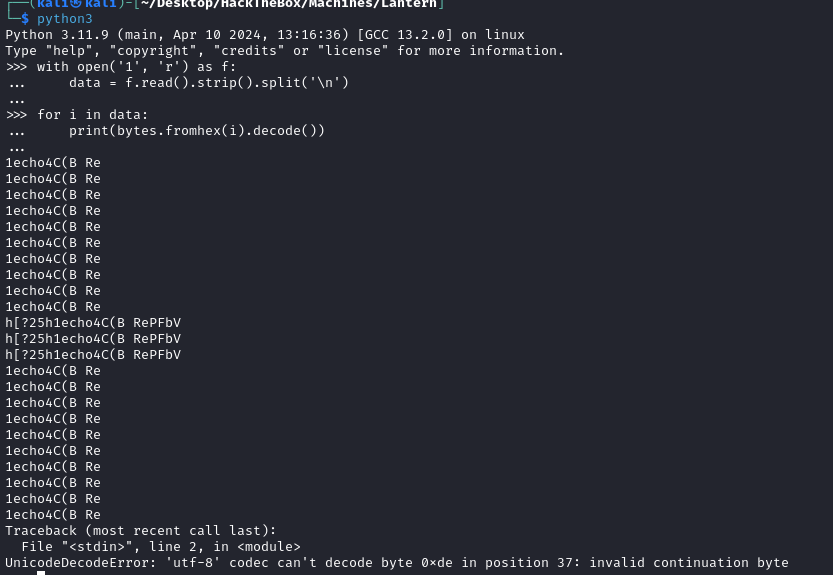 ┌──(kali㉿kali)-[~/Desktop/HackTheBox/Machines/Lantern]
└─$ python3
Python 3.11.9 (main, Apr 10 2024, 13:16:36) [GCC 13.2.0] on linux
Type "help", "copyright", "credits" or "license" for more information.
>>> with open('1', 'r') as f:
...     data = f.read().strip().split('\n')
...
>>> for i in data:
...     print(bytes.fromhex(i).decode())
...
1echo4C(B Re
1echo4C(B Re
1echo4C(B Re
1echo4C(B Re
1echo4C(B Re
1echo4C(B Re
1echo4C(B Re
1echo4C(B Re
1echo4C(B Re
1echo4C(B Re
h[?25h1echo4C(B RePFbV
h[?25h1echo4C(B RePFbV
h[?25h1echo4C(B RePFbV
1echo4C(B Re
1echo4C(B Re
1echo4C(B Re
1echo4C(B Re
1echo4C(B Re
1echo4C(B Re
1echo4C(B Re
1echo4C(B Re
1echo4C(B Re
1echo4C(B Re
Traceback (most recent call last):
  File "<stdin>", line 2, in <module>
UnicodeDecodeError: 'utf-8' codec can't decode byte 0×de in position 37: invalid continuation byte